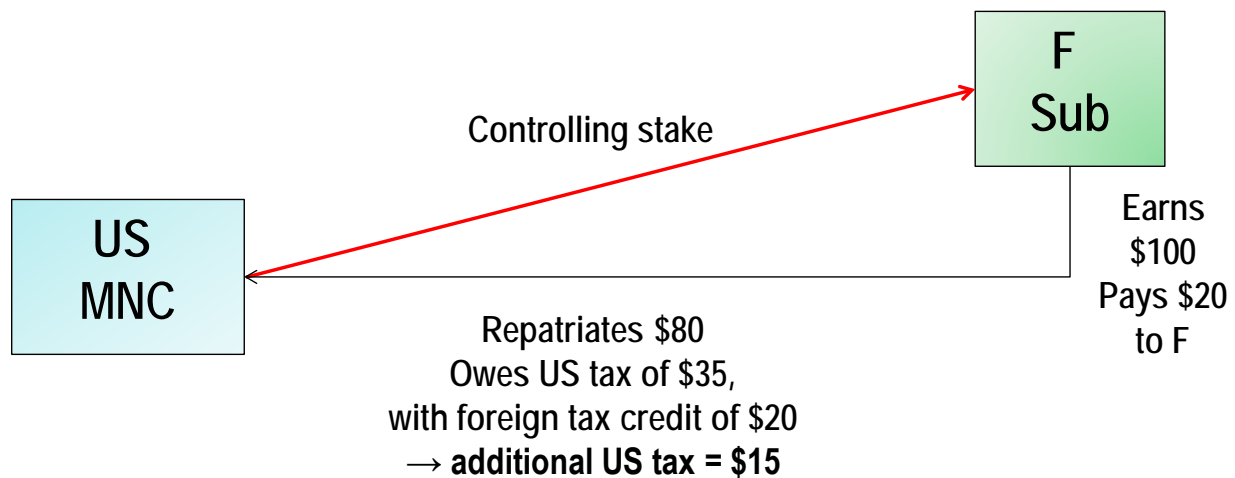 F
Sub
Controlling stake
US
MNC
Earns
$100
Pays $20
to F
Repatriates $80
Owes US tax of $35,
with foreign tax credit of $20
→ additional US tax = $15